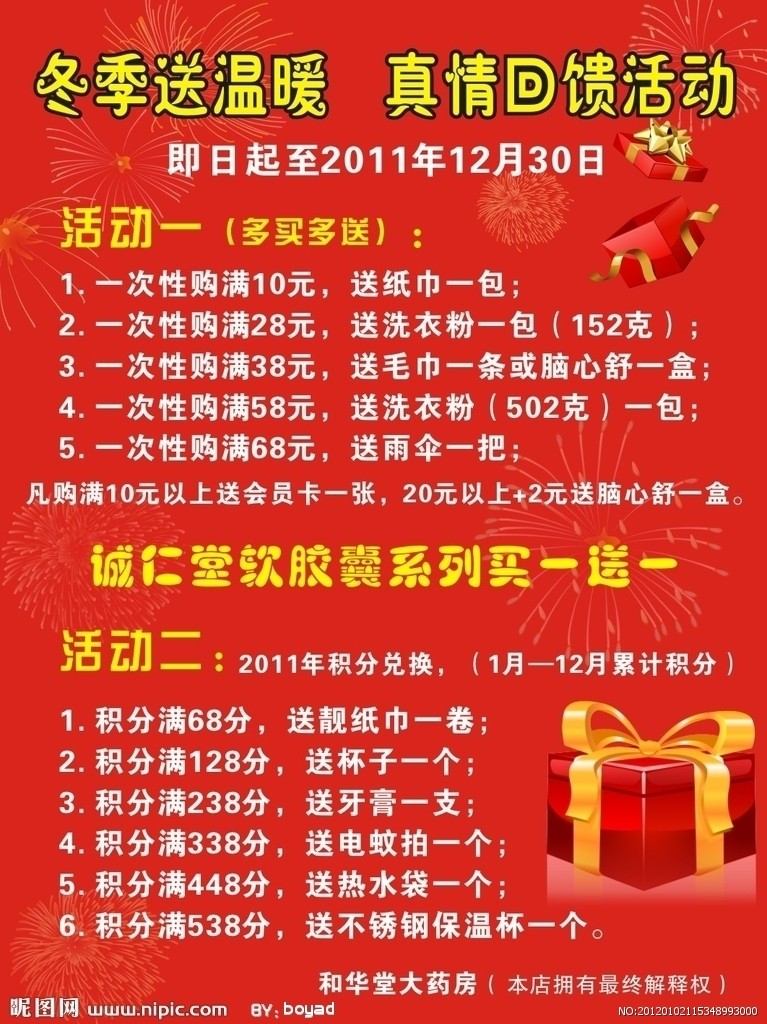 冬季送温暖 真情回馈活动
即日起至2011年12月30日
活动一（多买多送）：
1. 一次性购满10元，送纸巾一包；
2. 一次性购满28元，送洗衣粉一包（152克）；
3. 一次性购满38元，送毛巾一条或脑心舒一盒；
4. 一次性购满58元，送洗衣粉（502克）一包；
5. 一次性购满68元，送雨伞一把；
凡购满10元以上送会员卡一张，20元以上+2元送脑心舒一盒。
诚仁堂软胶囊系列买一送一
活动二：2011年积分兑换，（1月—12月累计积分）
1. 积分满68分，送靓纸巾一卷；
2. 积分满128分，送杯子一个；
3. 积分满238分，送牙膏一支；
4. 积分满338分，送电蚊拍一个；
5. 积分满448分，送热水袋一个；
6. 积分满538分，送不锈钢保温杯一个。
和华堂大药房（本店拥有最终解释权）
昵图网 www.nipic.com BY:boyad NO:20120102115348993000